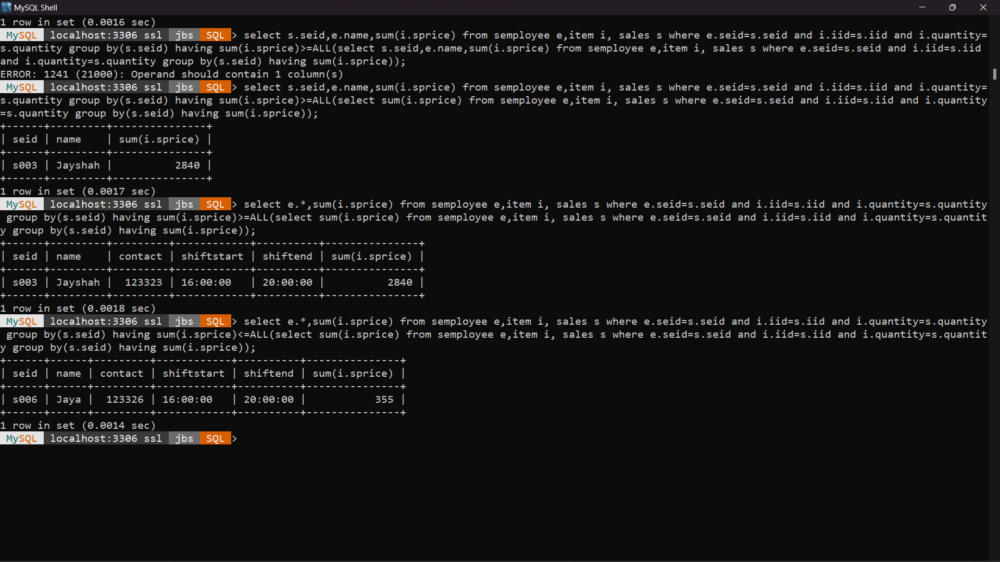 MySQL Shell
1 row in set (0.0016 sec)
MySQL localhost:3306 ssl jbs SQL > select s.seid,e.name,sum(i.sprice) from semployee e,item i, sales s where e.seid=s.seid and i.iid=s.iid and i.quantity=
s.quantity group by(s.seid) having sum(i.sprice)>=ALL(select s.seid,e.name,sum(i.sprice) from semployee e,item i, sales s where e.seid=s.seid and i.iid=s.iid
and i.quantity=s.quantity group by(s.seid) having sum(i.sprice));
ERROR: 1241 (21000): Operand should contain 1 column(s)
MySQL localhost:3306 ssl jbs SQL > select s.seid,e.name,sum(i.sprice) from semployee e,item i, sales s where e.seid=s.seid and i.iid=s.iid and i.quantity=
s.quantity group by(s.seid) having sum(i.sprice)>=ALL(select sum(i.sprice) from semployee e,item i, sales s where e.seid=s.seid and i.iid=s.iid and i.quantity
=s.quantity group by(s.seid) having sum(i.sprice));
+------+---------+---------------+
| seid | name    | sum(i.sprice) |
+------+---------+---------------+
| s003 | Jayshah |          2840 |
+------+---------+---------------+
1 row in set (0.0017 sec)
MySQL localhost:3306 ssl jbs SQL > select e.*,sum(i.sprice) from semployee e,item i, sales s where e.seid=s.seid and i.iid=s.iid and i.quantity=s.quantity
group by(s.seid) having sum(i.sprice)>=ALL(select sum(i.sprice) from semployee e,item i, sales s where e.seid=s.seid and i.iid=s.iid and i.quantity=s.quantit
y group by(s.seid) having sum(i.sprice));
+------+---------+---------+------------+----------+---------------+
| seid | name    | contact | shiftstart | shiftend | sum(i.sprice) |
+------+---------+---------+------------+----------+---------------+
| s003 | Jayshah |  123323 | 16:00:00   | 20:00:00 |          2840 |
+------+---------+---------+------------+----------+---------------+
1 row in set (0.0018 sec)
MySQL localhost:3306 ssl jbs SQL > select e.*,sum(i.sprice) from semployee e,item i, sales s where e.seid=s.seid and i.iid=s.iid and i.quantity=s.quantity
group by(s.seid) having sum(i.sprice)<=ALL(select sum(i.sprice) from semployee e,item i, sales s where e.seid=s.seid and i.iid=s.iid and i.quantity=s.quantit
y group by(s.seid) having sum(i.sprice));
+------+------+---------+------------+----------+---------------+
| seid | name | contact | shiftstart | shiftend | sum(i.sprice) |
+------+------+---------+------------+----------+---------------+
| s006 | Jaya |  123326 | 16:00:00   | 20:00:00 |           355 |
+------+------+---------+------------+----------+---------------+
1 row in set (0.0014 sec)
MySQL localhost:3306 ssl jbs SQL >